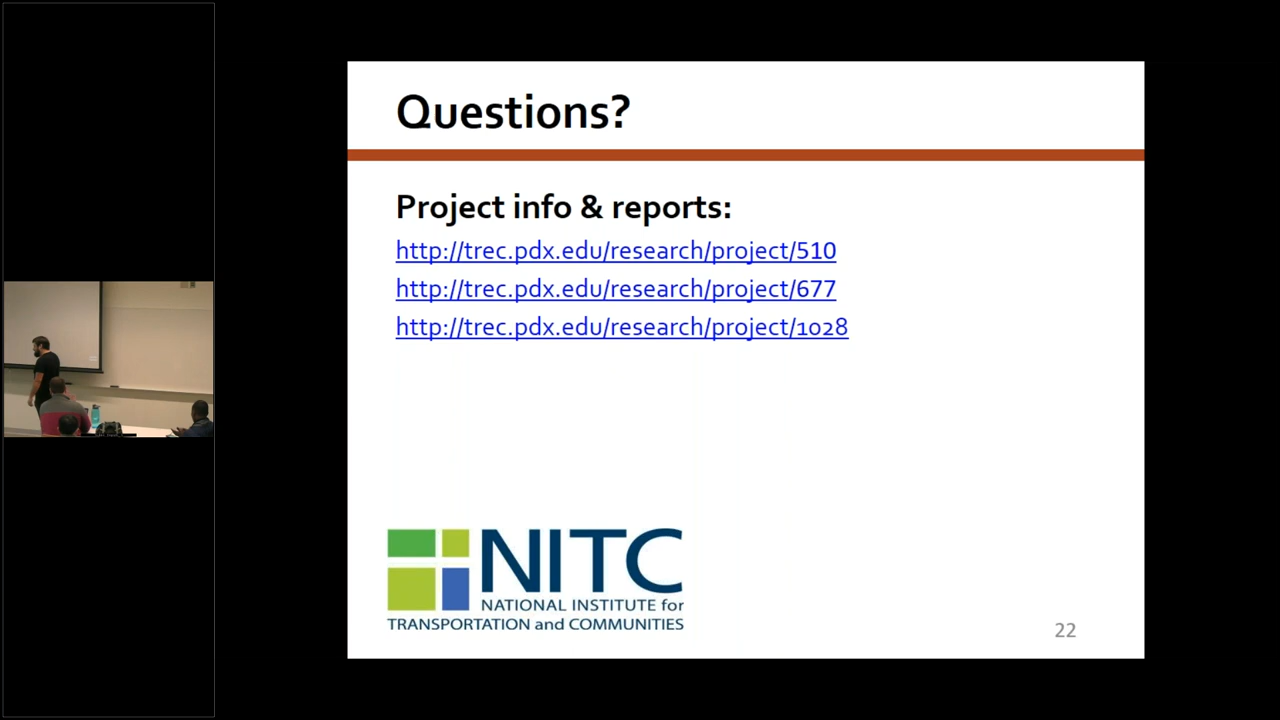 Questions?
Project info & reports:
http://trec.pdx.edu/research/project/510
http://trec.pdx.edu/research/project/677
http://trec.pdx.edu/research/project/1028
NITC
NATIONAL INSTITUTE for
TRANSPORTATION and COMMUNITIES
22